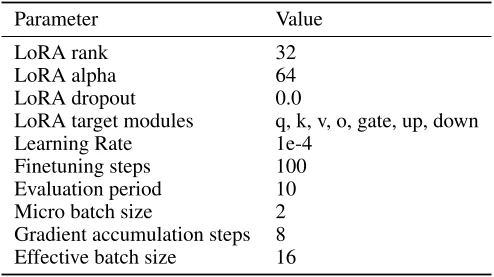 Parameter Value
LoRA rank 32
LoRA alpha 64
LoRA dropout 0.0
LoRA target modules q, k, v, o, gate, up, down
Learning Rate 1e-4
Finetuning steps 100
Evaluation period 10
Micro batch size 2
Gradient accumulation steps 8
Effective batch size 16